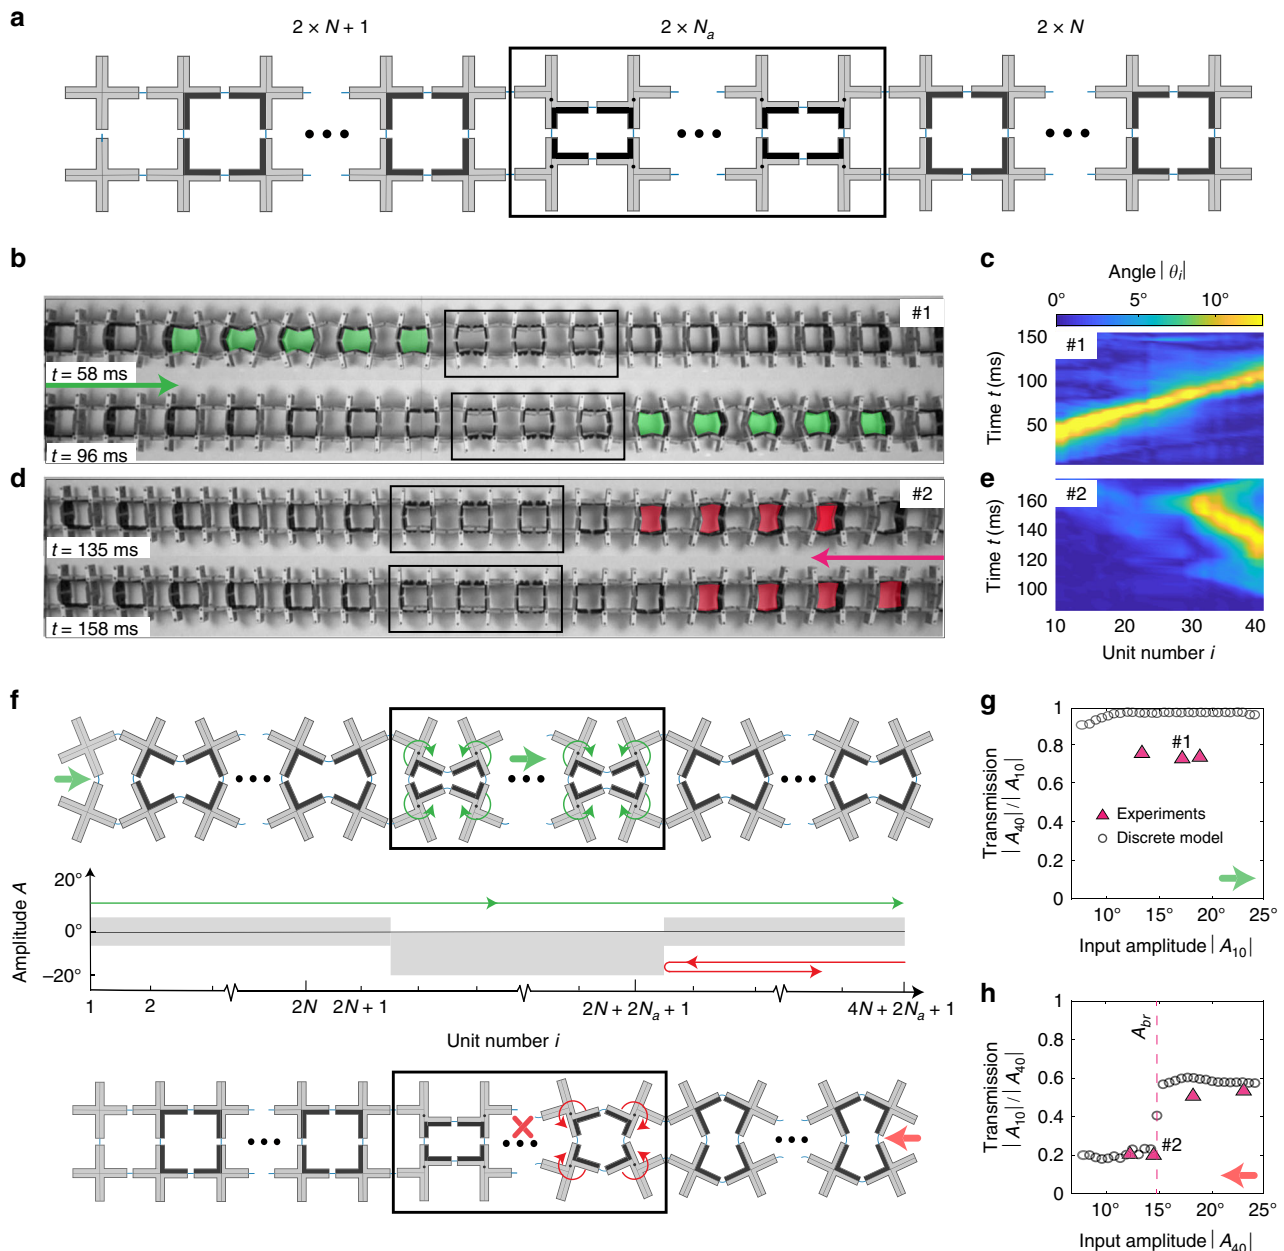 a
2 × N + 1
2 × Nₐ
2 × N
b
#1
t = 58 ms
t = 96 ms
c
Angle |θᵢ|
0° 5° 10°
#1
150
100
50
Time t (ms)
d
#2
t = 135 ms
t = 158 ms
e
#2
160
140
120
100
Time t (ms)
10 20 30 40
Unit number i
f
Amplitude A
20°
0°
−20°
1 2 2N 2N + 1 2N + 2Nₐ + 1 4N + 2Nₐ + 1
Unit number i
g
Transmission
|A₄₀| / |A₁₀|
1
0.8
0.6
0.4
0.2
0
#1
Experiments
Discrete model
10° 15° 20° 25°
Input amplitude |A₁₀|
h
Transmission
|A₁₀| / |A₄₀|
1
0.8
0.6
0.4
0.2
0
A_br
#2
10° 15° 20° 25°
Input amplitude |A₄₀|